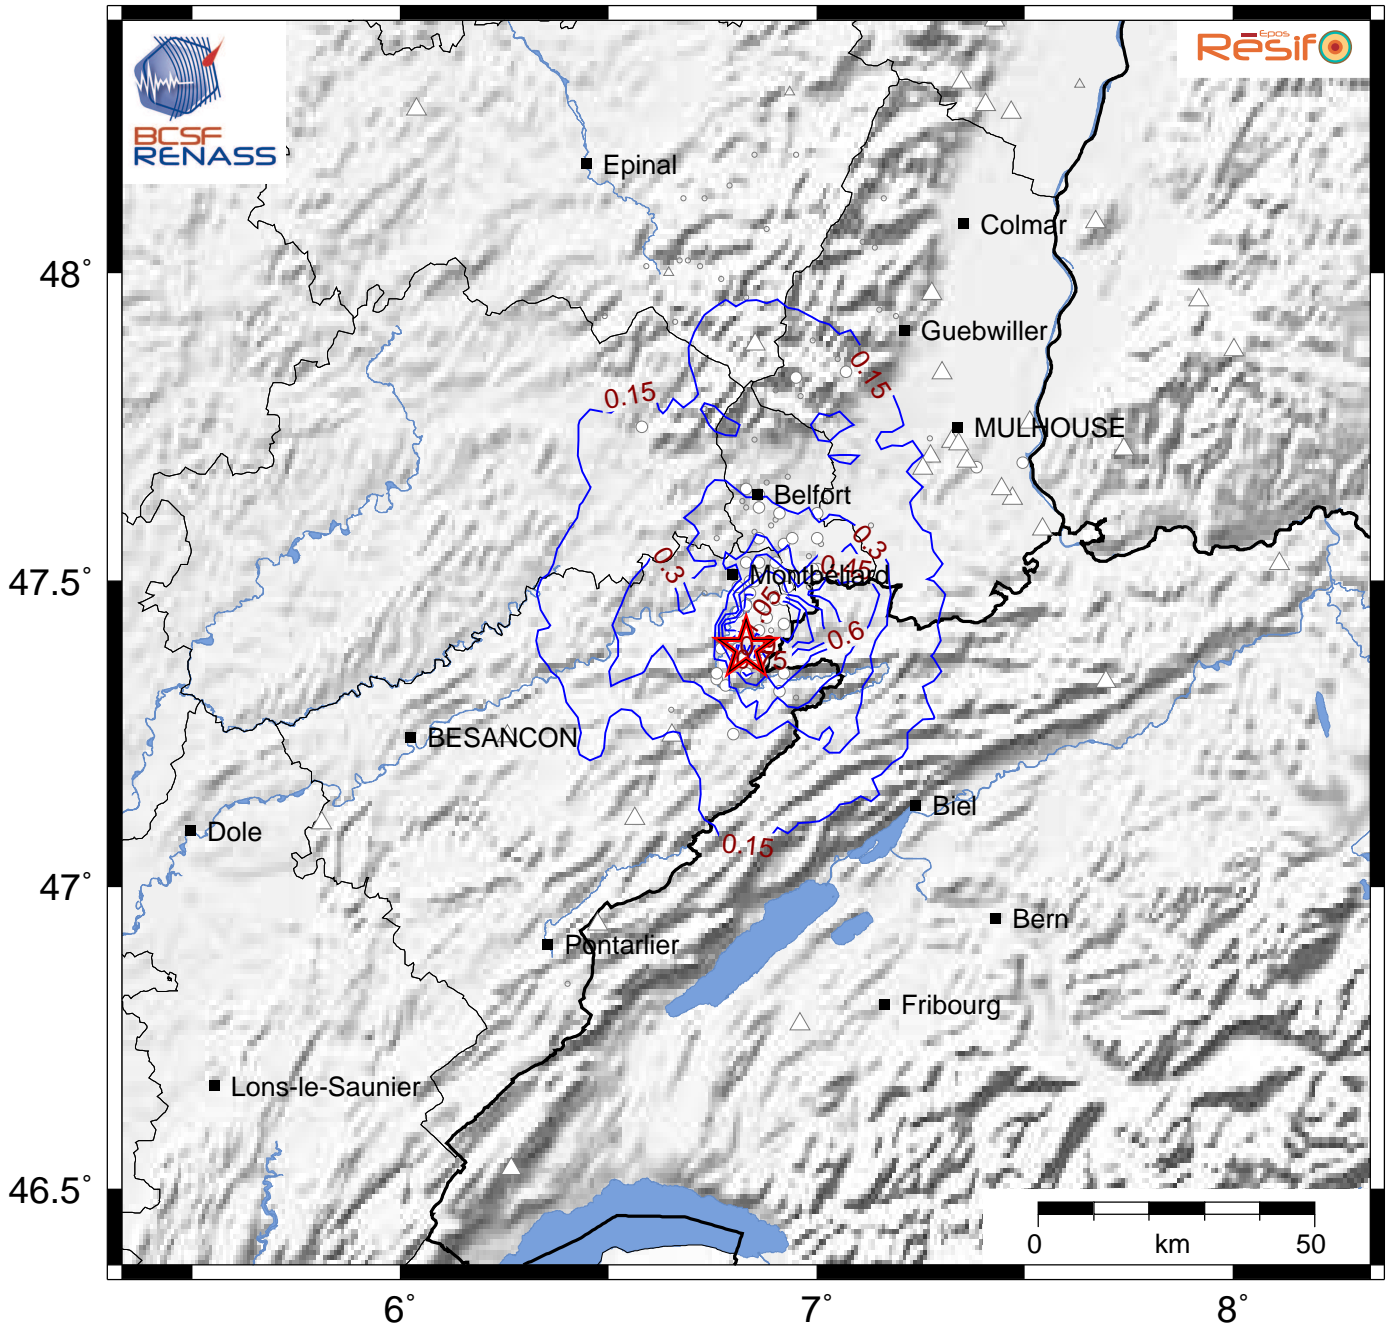 BCSF
RENASS
Epos
Résif
Epinal
Colmar
48°
Guebwiller
0.15
0.15
MULHOUSE
Belfort
0.3
0.3
0.45
47.5°
Montbeliard
0.6
BESANCON
Biel
Dole
0.15
47°
Bern
Pontarlier
Fribourg
Lons-le-Saunier
46.5°
0 km 50
6° 7° 8°